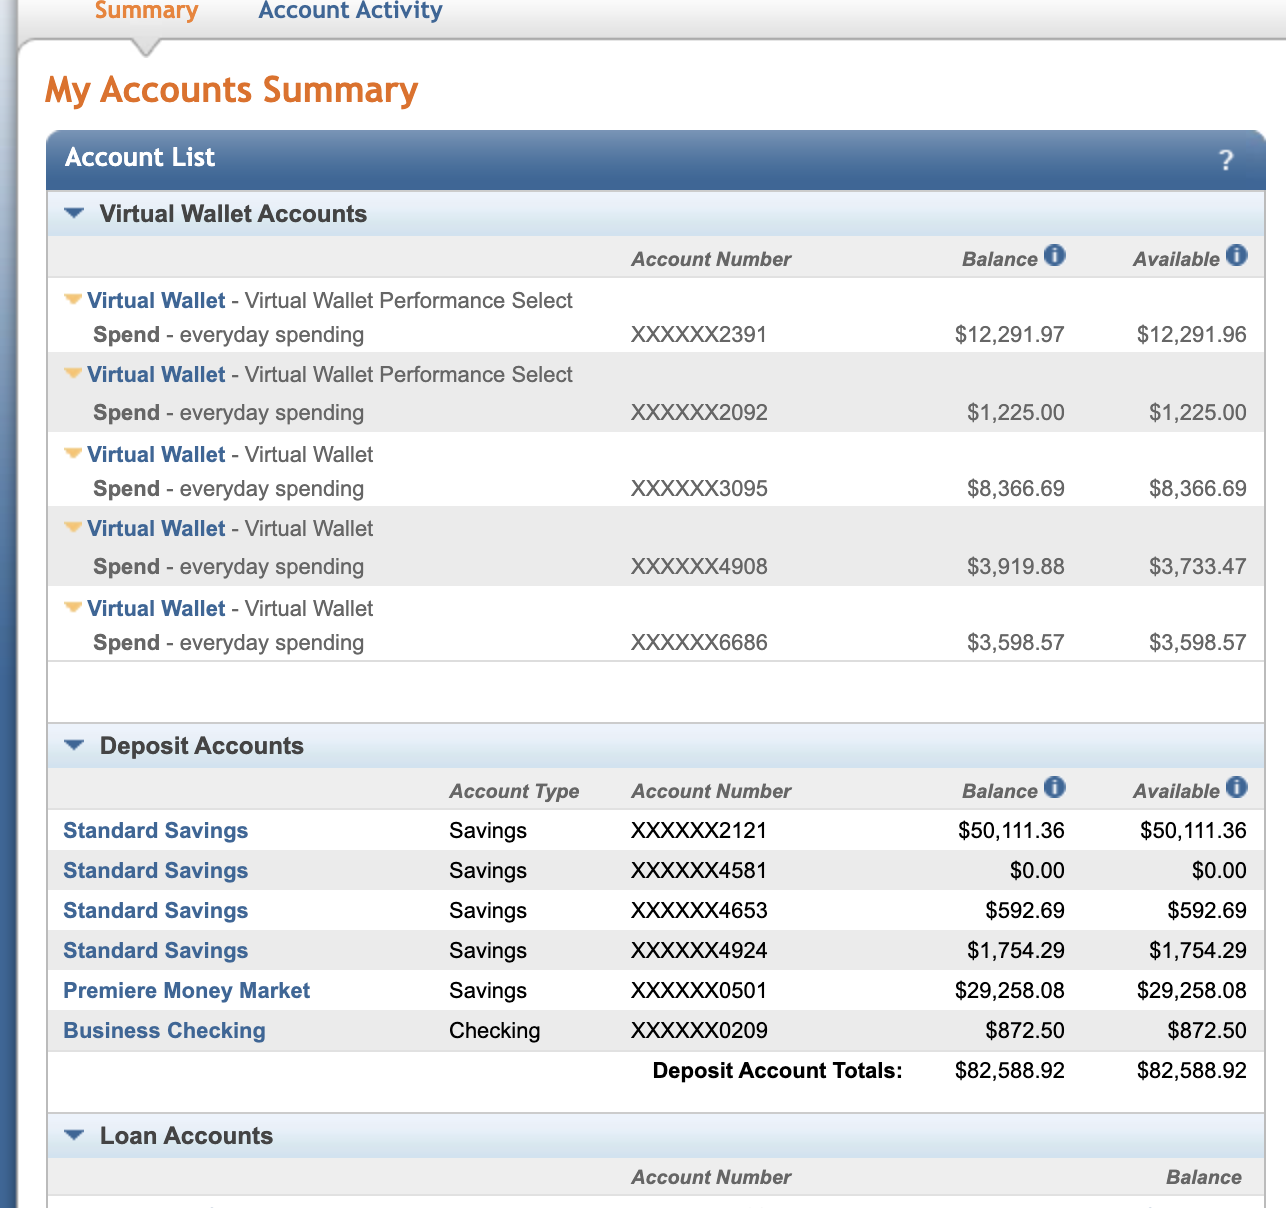 Summary Account Activity
My Accounts Summary
Account List ?
Virtual Wallet Accounts
Account Number Balance i Available i
Virtual Wallet - Virtual Wallet Performance Select
Spend - everyday spending XXXXXX2391 $12,291.97 $12,291.96
Virtual Wallet - Virtual Wallet Performance Select
Spend - everyday spending XXXXXX2092 $1,225.00 $1,225.00
Virtual Wallet - Virtual Wallet
Spend - everyday spending XXXXXX3095 $8,366.69 $8,366.69
Virtual Wallet - Virtual Wallet
Spend - everyday spending XXXXXX4908 $3,919.88 $3,733.47
Virtual Wallet - Virtual Wallet
Spend - everyday spending XXXXXX6686 $3,598.57 $3,598.57
Deposit Accounts
Account Type Account Number Balance i Available i
Standard Savings Savings XXXXXX2121 $50,111.36 $50,111.36
Standard Savings Savings XXXXXX4581 $0.00 $0.00
Standard Savings Savings XXXXXX4653 $592.69 $592.69
Standard Savings Savings XXXXXX4924 $1,754.29 $1,754.29
Premiere Money Market Savings XXXXXX0501 $29,258.08 $29,258.08
Business Checking Checking XXXXXX0209 $872.50 $872.50
Deposit Account Totals: $82,588.92 $82,588.92
Loan Accounts
Account Number Balance